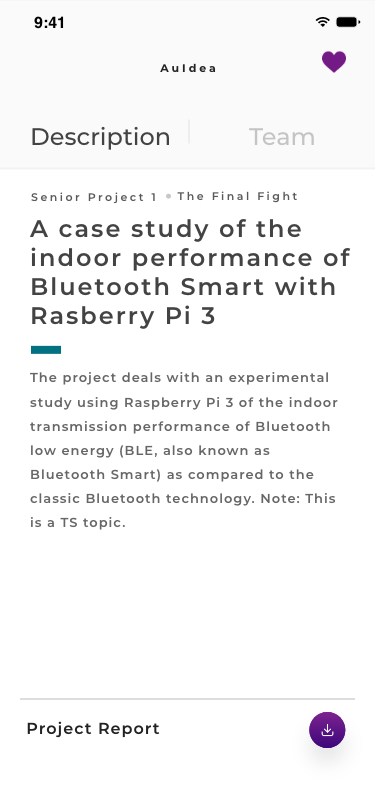 9:41
AuIdea
Description
Team
Senior Project 1 • The Final Fight
A case study of the
indoor performance of
Bluetooth Smart with
Rasberry Pi 3
The project deals with an experimental
study using Raspberry Pi 3 of the indoor
transmission performance of Bluetooth
low energy (BLE, also known as
Bluetooth Smart) as compared to the
classic Bluetooth technology. Note: This
is a TS topic.
Project Report